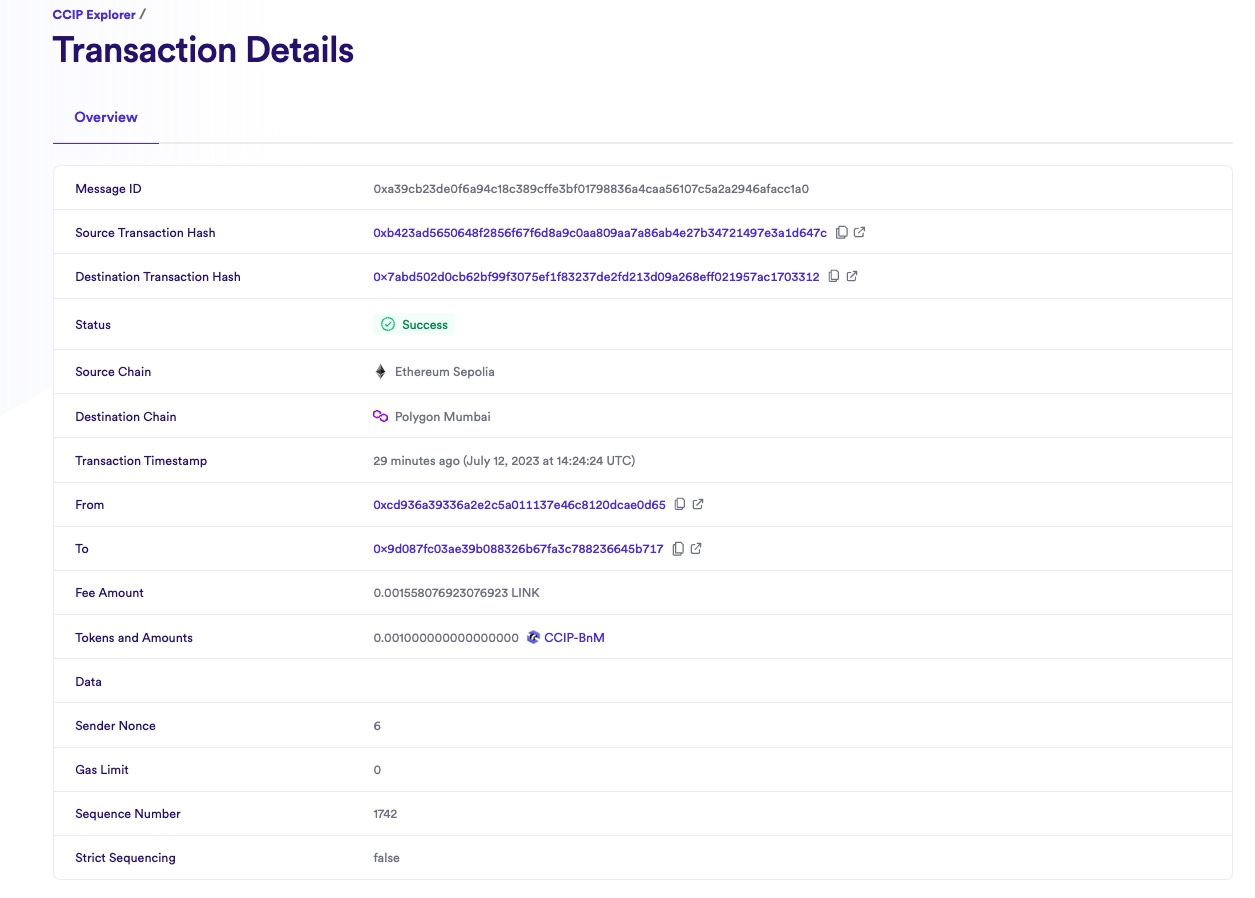 CCIP Explorer /
Transaction Details
Overview
Message ID 0xa39cb23de0f6a94c18c389cffe3bf01798836a4caa56107c5a2a2946afacc1a0
Source Transaction Hash 0xb423ad5650648f2856f67f6d8a9c0aa809aa7a86ab4e27b34721497e3a1d647c
Destination Transaction Hash 0x7abd502d0cb62bf99f3075ef1f83237de2fd213d09a268eff021957ac1703312
Status Success
Source Chain Ethereum Sepolia
Destination Chain Polygon Mumbai
Transaction Timestamp 29 minutes ago (July 12, 2023 at 14:24:24 UTC)
From 0xcd936a39336a2e2c5a011137e46c8120dcae0d65
To 0x9d087fc03ae39b088326b67fa3c788236645b717
Fee Amount 0.001558076923076923 LINK
Tokens and Amounts 0.001000000000000000 CCIP-BnM
Data
Sender Nonce 6
Gas Limit 0
Sequence Number 1742
Strict Sequencing false